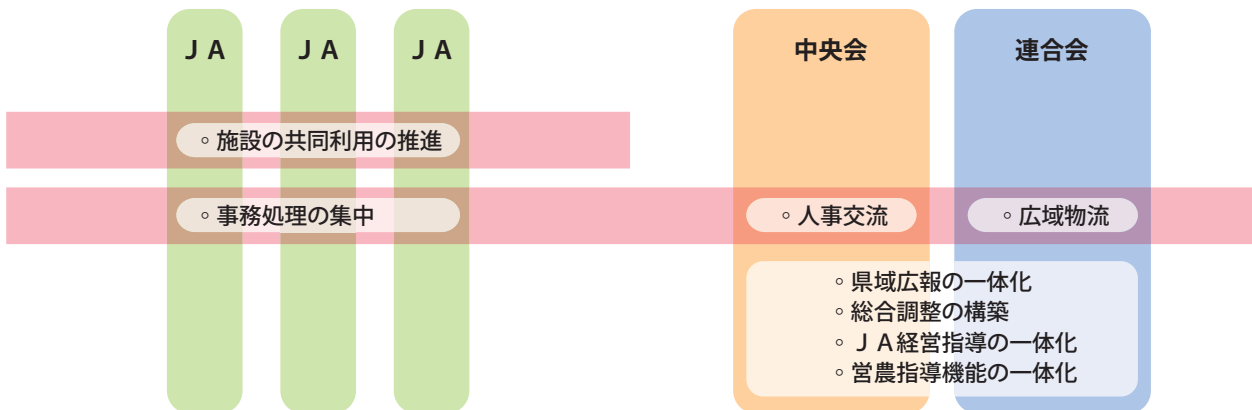 ＪＡ ＪＡ ＪＡ 中央会 連合会
◦施設の共同利用の推進
◦事務処理の集中 ◦人事交流 ◦広域物流
◦県域広報の一体化
◦総合調整の構築
◦ＪＡ経営指導の一体化
◦営農指導機能の一体化